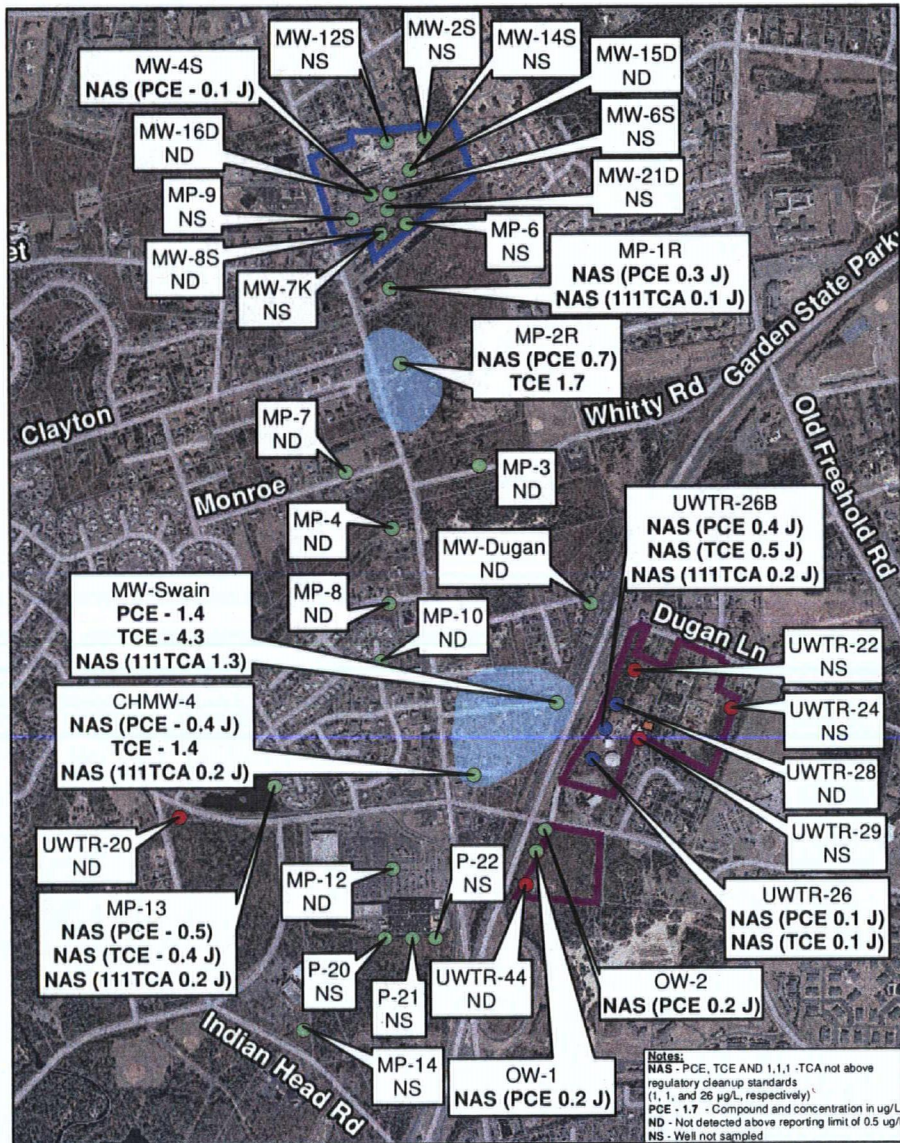 MW-12S
NS
MW-2S
NS
MW-14S
NS
MW-15D
ND
MW-4S
NAS (PCE - 0.1 J)
MW-6S
NS
MW-16D
ND
MW-21D
NS
MP-9
NS
MP-6
NS
MW-8S
ND
MW-7K
NS
MP-1R
NAS (PCE 0.3 J)
NAS (111TCA 0.1 J)
et
Garden State Parkw
MP-2R
NAS (PCE 0.7)
TCE 1.7
Clayton
Whitty Rd
Old Freehold Rd
MP-7
ND
MP-3
ND
Monroe
MP-4
ND
UWTR-26B
NAS (PCE 0.4 J)
NAS (TCE 0.5 J)
NAS (111TCA 0.2 J)
MW-Dugan
ND
MW-Swain
PCE - 1.4
TCE - 4.3
NAS (111TCA 1.3)
MP-8
ND
MP-10
ND
Dugan Ln
UWTR-22
NS
CHMW-4
NAS (PCE - 0.4 J)
TCE - 1.4
NAS (111TCA 0.2 J)
UWTR-24
NS
UWTR-28
ND
UWTR-29
NS
UWTR-20
ND
MP-12
ND
P-22
NS
UWTR-26
NAS (PCE 0.1 J)
NAS (TCE 0.1 J)
MP-13
NAS (PCE - 0.5)
NAS (TCE - 0.4 J)
NAS (111TCA 0.2 J)
P-20
NS
P-21
NS
UWTR-44
ND
OW-2
NAS (PCE 0.2 J)
Indian Head Rd
MP-14
NS
OW-1
NAS (PCE 0.2 J)
Notes:
NAS - PCE, TCE AND 1,1,1 -TCA not above
regulatory cleanup standards
(1, 1, and 26 µg/L, respectively)
PCE - 1.7 - Compound and concentration in ug/L
ND - Not detected above reporting limit of 0.5 ug/
NS - Well not sampled